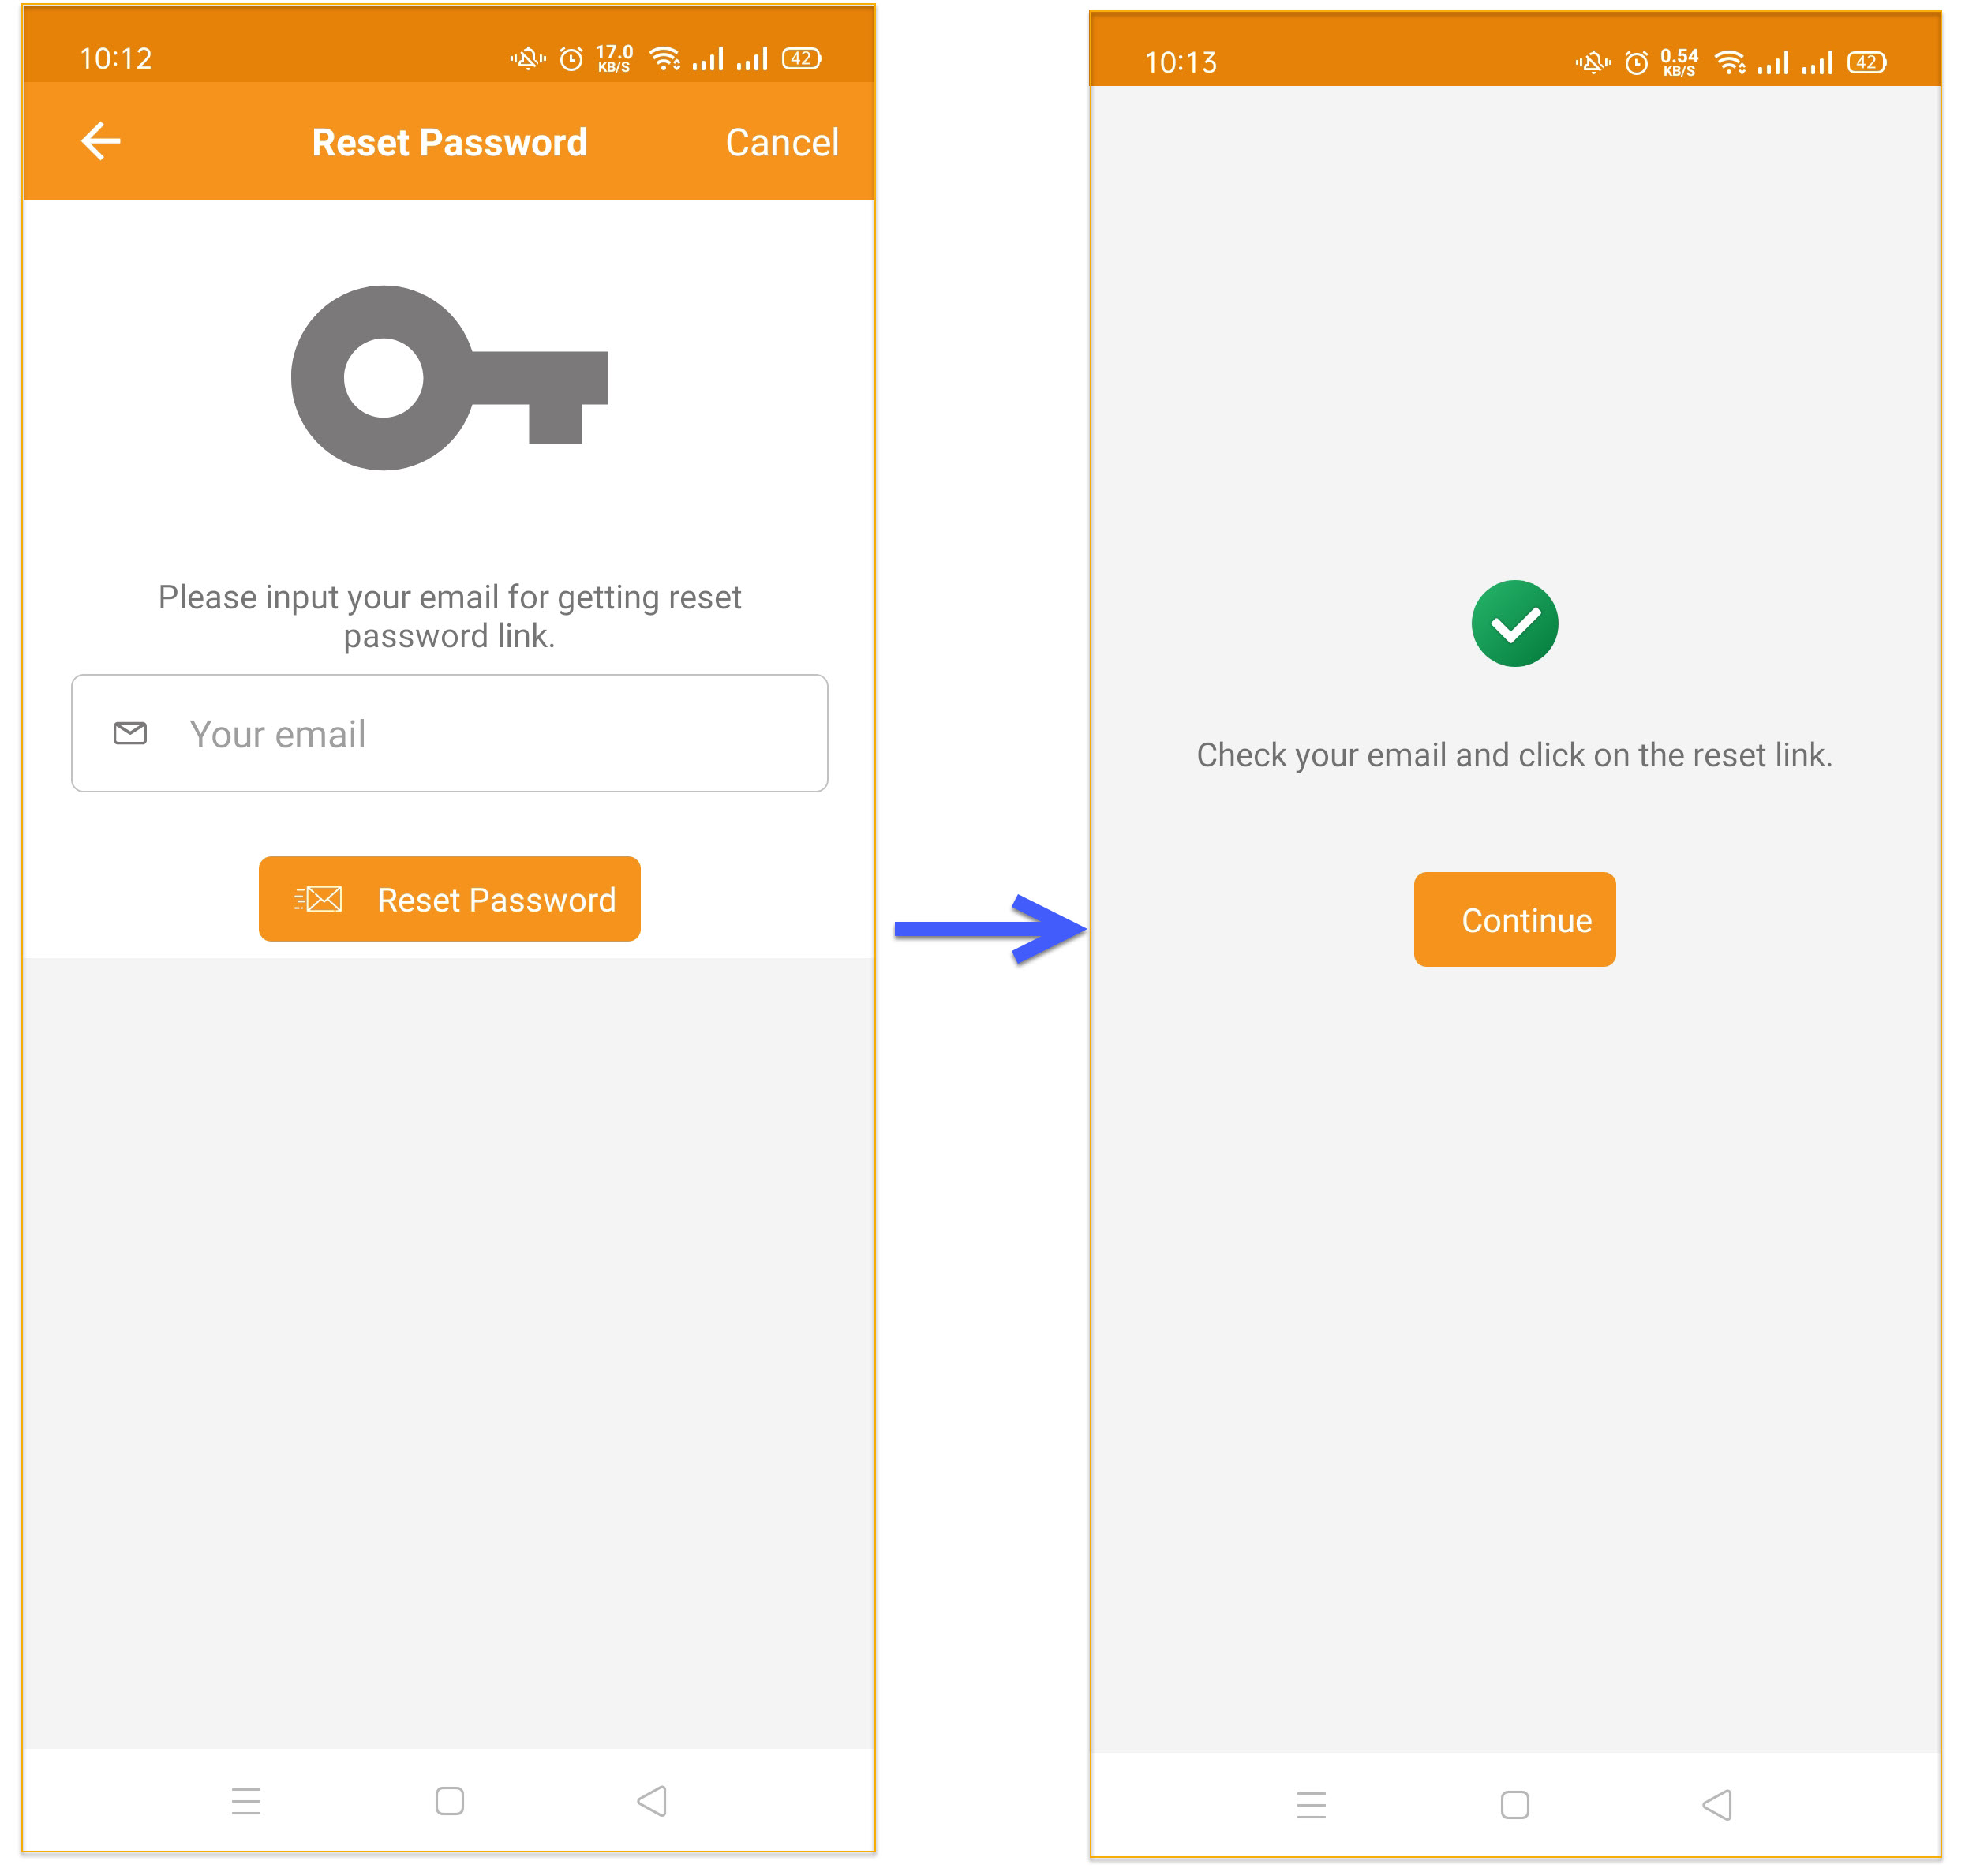 10:12
17.0
KB/S
42
Reset Password
Cancel
Please input your email for getting reset
password link.
Your email
Reset Password
10:13
0.54
KB/S
42
Check your email and click on the reset link.
Continue